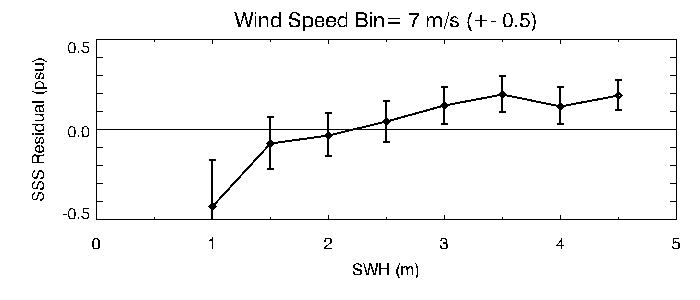 Wind Speed Bin= 7 m/s (+- 0.5)
SSS Residual (psu)
0.5
0.0
-0.5
0 1 2 3 4 5
SWH (m)